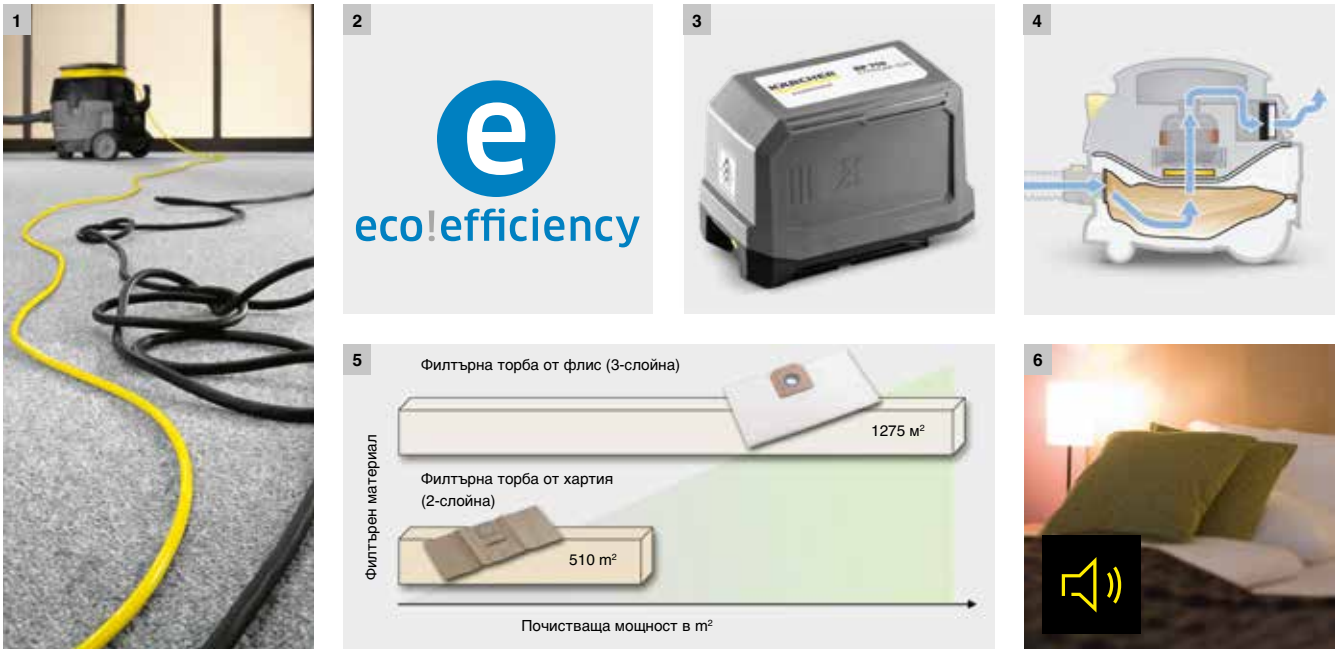 1
2
e
eco!efficiency
3
KARCHER
4
5
Филтърна торба от флис (3-слойна)
1275 м²
Филтърна торба от хартия
(2-слойна)
510 m²
Филтърен материал
Почистваща мощност в m²
6